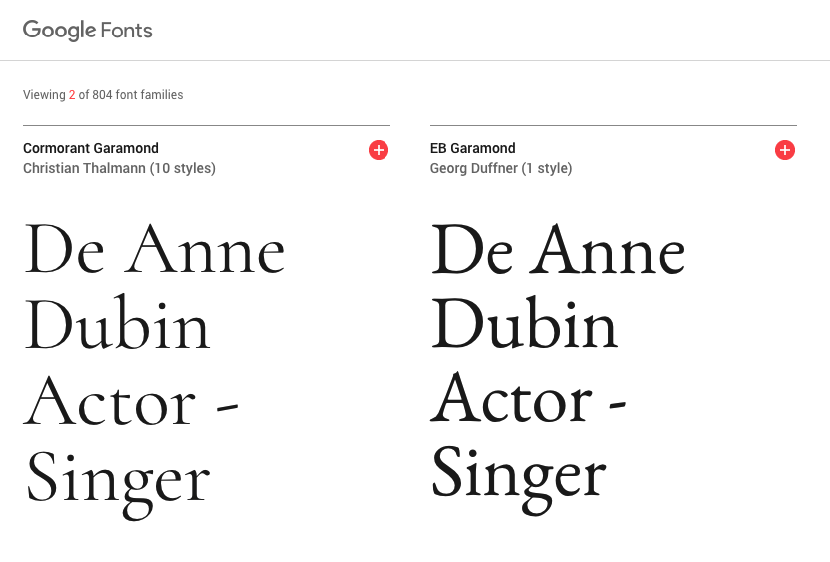 Google Fonts
Viewing 2 of 804 font families
Cormorant Garamond
Christian Thalmann (10 styles)
De Anne
Dubin
Actor -
Singer
EB Garamond
Georg Duffner (1 style)
De Anne
Dubin
Actor -
Singer